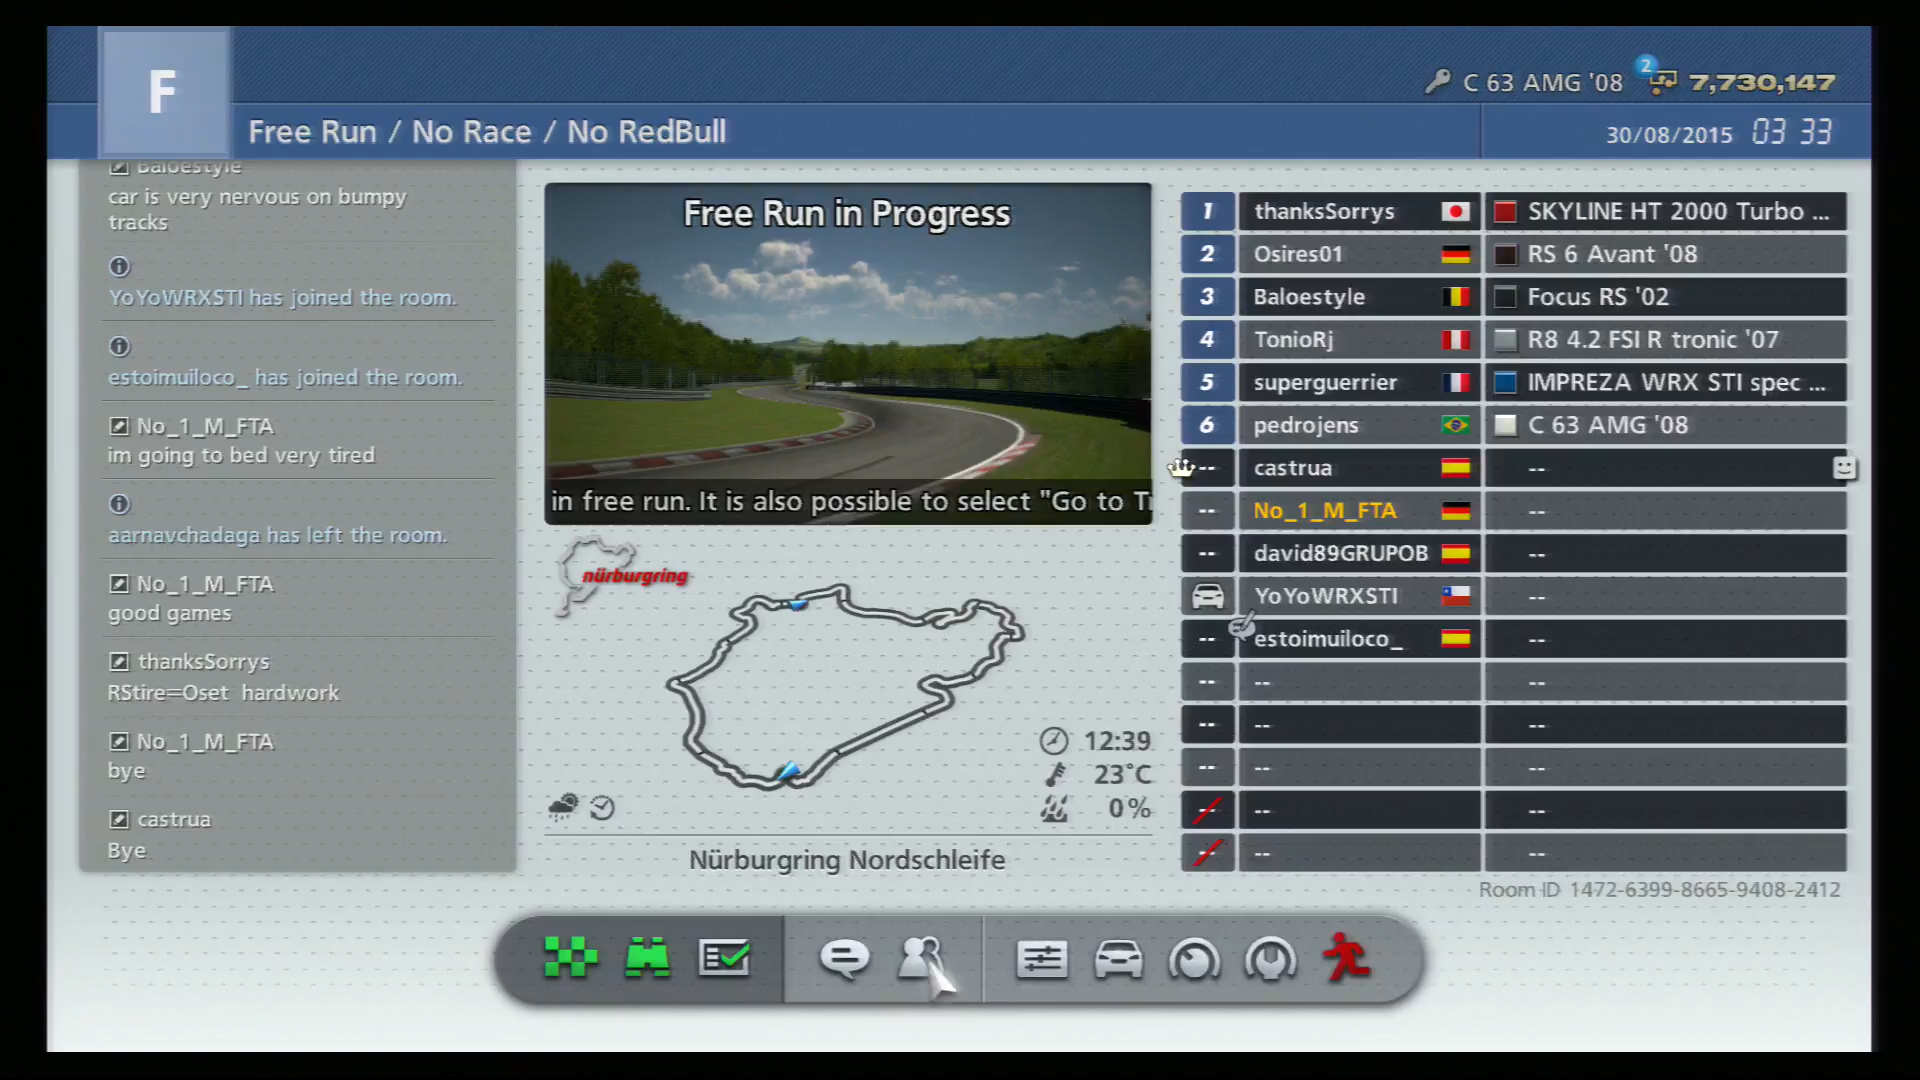 F
C 63 AMG '08
2
7,730,147
Free Run / No Race / No RedBull
30/08/2015 03 33
Baloestyle
car is very nervous on bumpy
tracks
YoYoWRXSTI has joined the room.
estoimuiloco_ has joined the room.
No_1_M_FTA
im going to bed very tired
aarnavchadaga has left the room.
No_1_M_FTA
good games
thanksSorrys
RStire=Oset hardwork
No_1_M_FTA
bye
castrua
Bye
Free Run in Progress
in free run. It is also possible to select "Go to T
nürburgring
12:39
23°C
0%
Nürburgring Nordschleife
1 thanksSorrys SKYLINE HT 2000 Turbo ...
2 Osires01 RS 6 Avant '08
3 Baloestyle Focus RS '02
4 TonioRj R8 4.2 FSI R tronic '07
5 superguerrier IMPREZA WRX STI spec ...
6 pedrojens C 63 AMG '08
-- castrua --
-- No_1_M_FTA --
-- david89GRUPOB --
YoYoWRXSTI --
-- estoimuiloco_ --
-- -- --
-- -- --
-- -- --
-- -- --
-- -- --
Room ID 1472-6399-8665-9408-2412